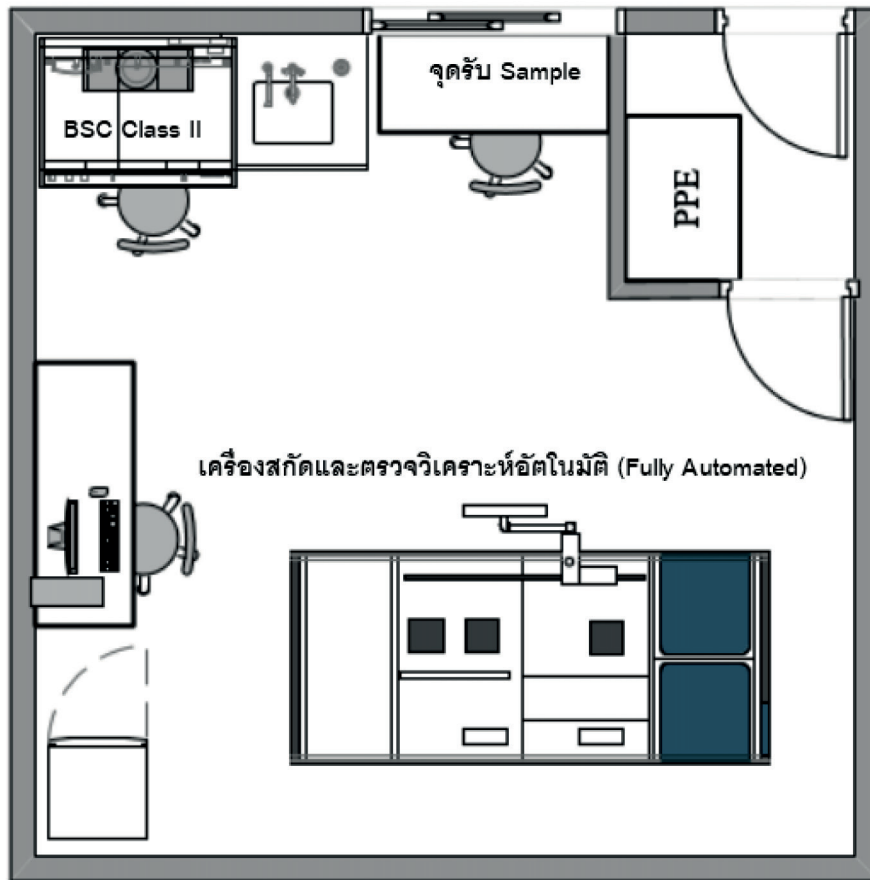 จุดรับ Sample
BSC Class II
PPE
เครื่องสกัดและตรวจวิเคราะห์อัตโนมัติ (Fully Automated)